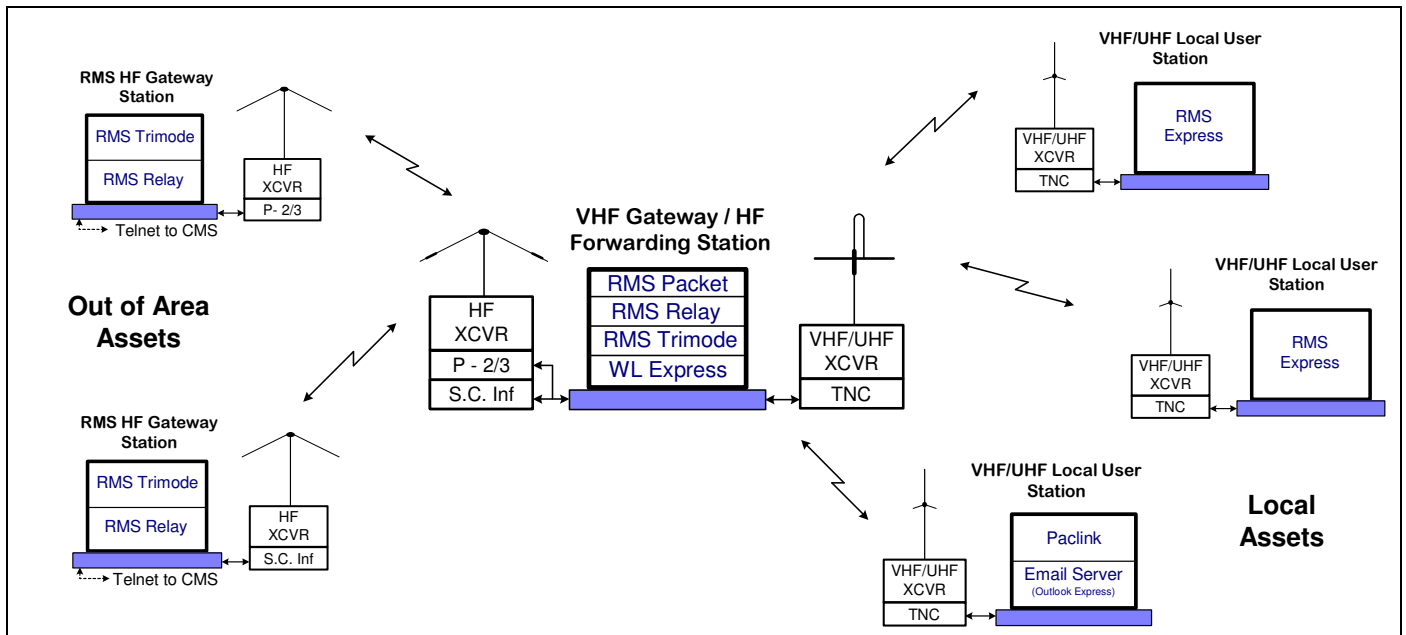 RMS HF Gateway
Station
RMS Trimode
RMS Relay
HF
XCVR
P- 2/3
Telnet to CMS
Out of Area
Assets
RMS HF Gateway
Station
RMS Trimode
RMS Relay
HF
XCVR
S.C. Inf
Telnet to CMS
VHF Gateway / HF
Forwarding Station
HF
XCVR
P - 2/3
S.C. Inf
RMS Packet
RMS Relay
RMS Trimode
WL Express
VHF/UHF
XCVR
TNC
VHF/UHF Local User
Station
VHF/UHF
XCVR
TNC
RMS
Express
VHF/UHF Local User
Station
VHF/UHF
XCVR
TNC
RMS
Express
VHF/UHF Local User
Station
VHF/UHF
XCVR
TNC
Paclink
Email Server
(Outlook Express)
Local
Assets